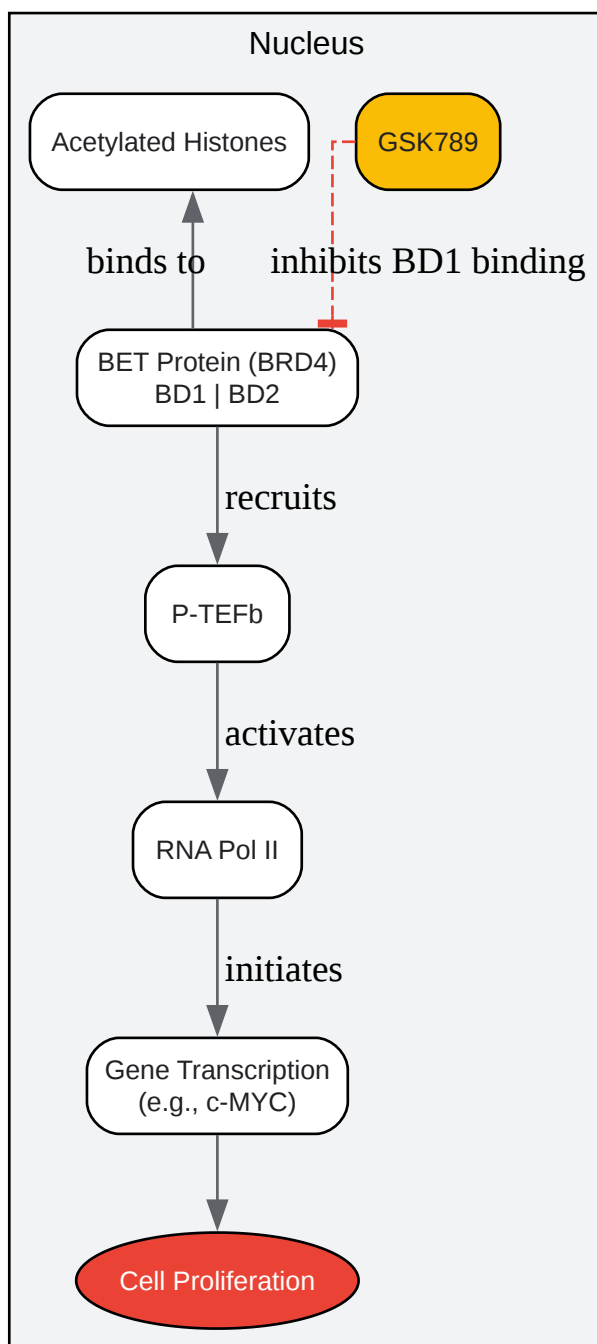 Nucleus
Acetylated Histones
GSK789
binds to
inhibits BD1 binding
BET Protein (BRD4)
BD1 | BD2
recruits
P-TEFb
activates
RNA Pol II
initiates
Gene Transcription
(e.g., c-MYC)
Cell Proliferation